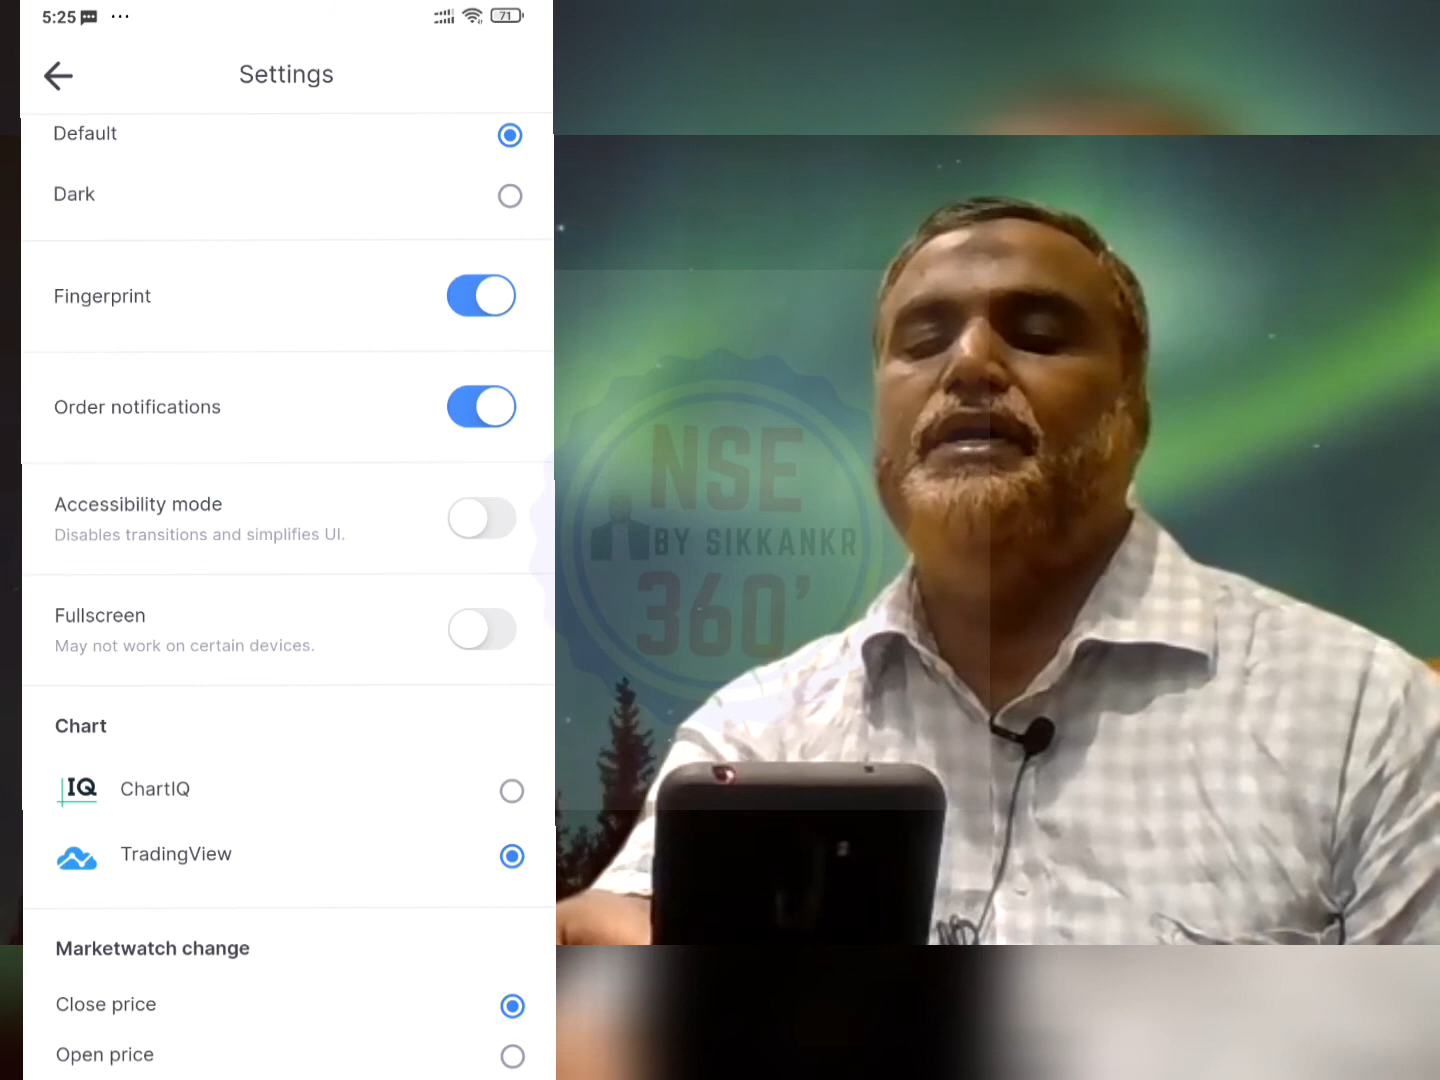 5:25
71
Settings
Default
Dark
Fingerprint
Order notifications
Accessibility mode
Disables transitions and simplifies UI.
Fullscreen
May not work on certain devices.
Chart
IQ ChartIQ
TradingView
Marketwatch change
Close price
Open price
NSE
BY SIKKANKR
360'